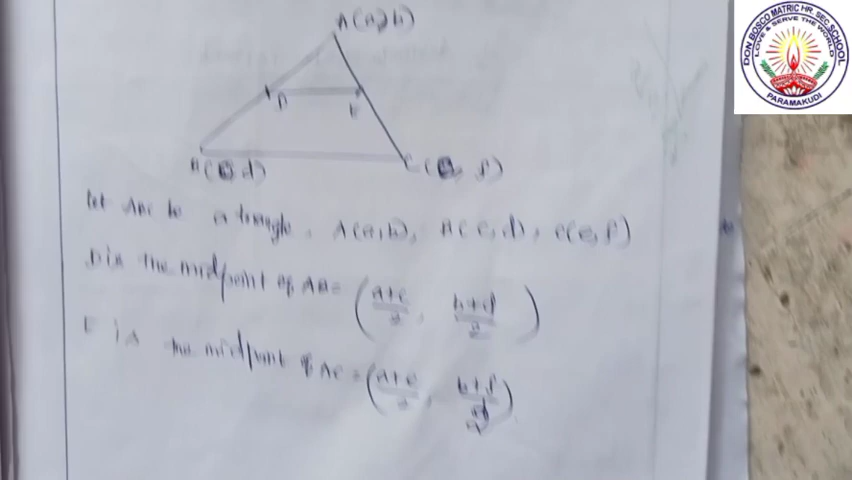 A(a,b)
D
E
B(c, d)
C(e, f)
let ABC be a triangle, A(a,b), B(c,d), C(e,f)
D is the midpoint of AB = (a+c/2, b+d/2)
E is the midpoint of AC = (a+e/2, b+f/2)
DON BOSCO MATRIC HR. SEC. SCHOOL
LOVE & SERVE THE WORLD
PARAMAKUDI